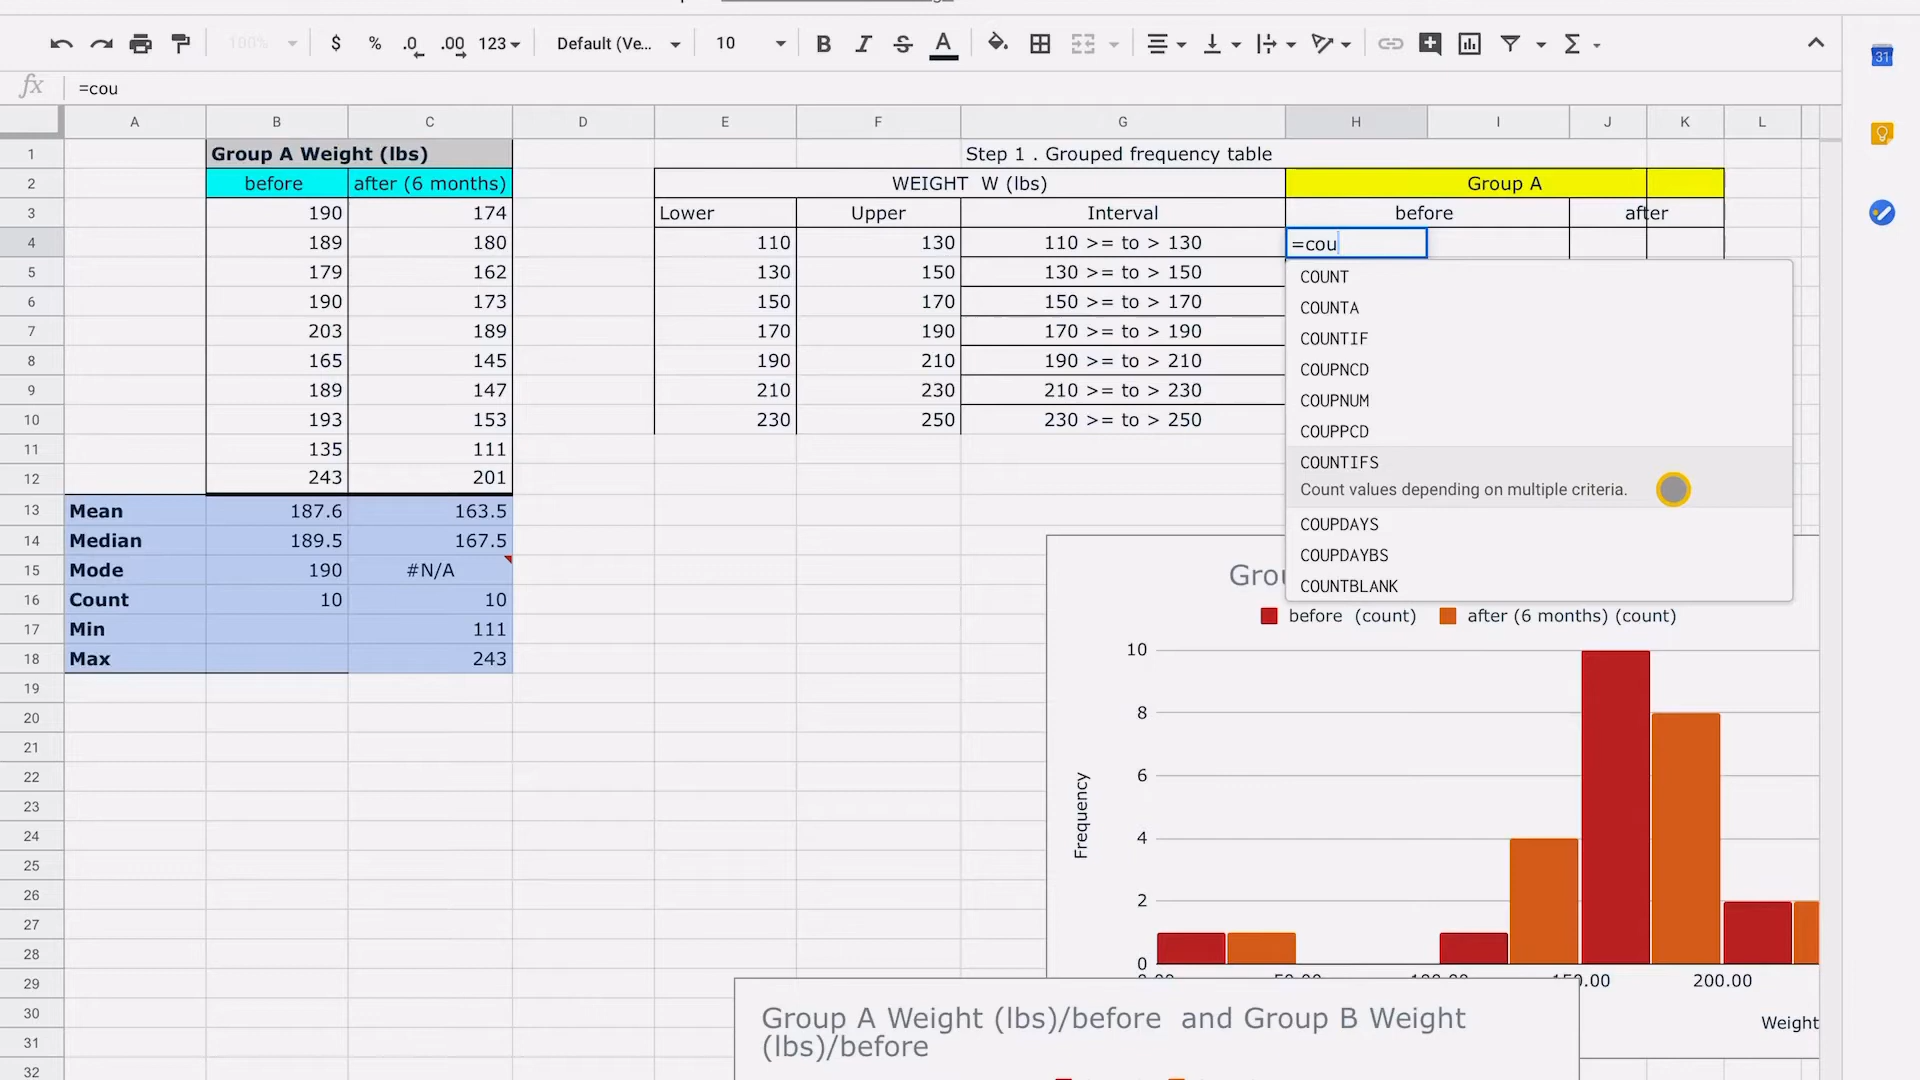 100% $ % .0 .00 123 Default (Ve... 10 B I S A Σ 31
fx =cou
A B C D E F G H I J K L
1 Group A Weight (lbs) Step 1 . Grouped frequency table
2 before after (6 months) WEIGHT W (lbs) Group A
3 190 174 Lower Upper Interval before after
4 189 180 110 130 110 >= to > 130 =cou
5 179 162 130 150 130 >= to > 150 COUNT
6 190 173 150 170 150 >= to > 170 COUNTA
7 203 189 170 190 170 >= to > 190 COUNTIF
8 165 145 190 210 190 >= to > 210 COUPNCD
9 189 147 210 230 210 >= to > 230 COUPNUM
10 193 153 230 250 230 >= to > 250 COUPPCD
11 135 111 COUNTIFS
12 243 201 Count values depending on multiple criteria.
13 Mean 187.6 163.5 COUPDAYS
14 Median 189.5 167.5 COUPDAYBS
15 Mode 190 #N/A COUNTBLANK
16 Count 10 10 before (count) after (6 months) (count)
17 Min 111 10
18 Max 243
19
20 8
21
22 6
23
24 4 Frequency
25
26 2
27
28 0
29 200.00
30 Group A Weight (lbs)/before and Group B Weight Weight
31 (lbs)/before
32